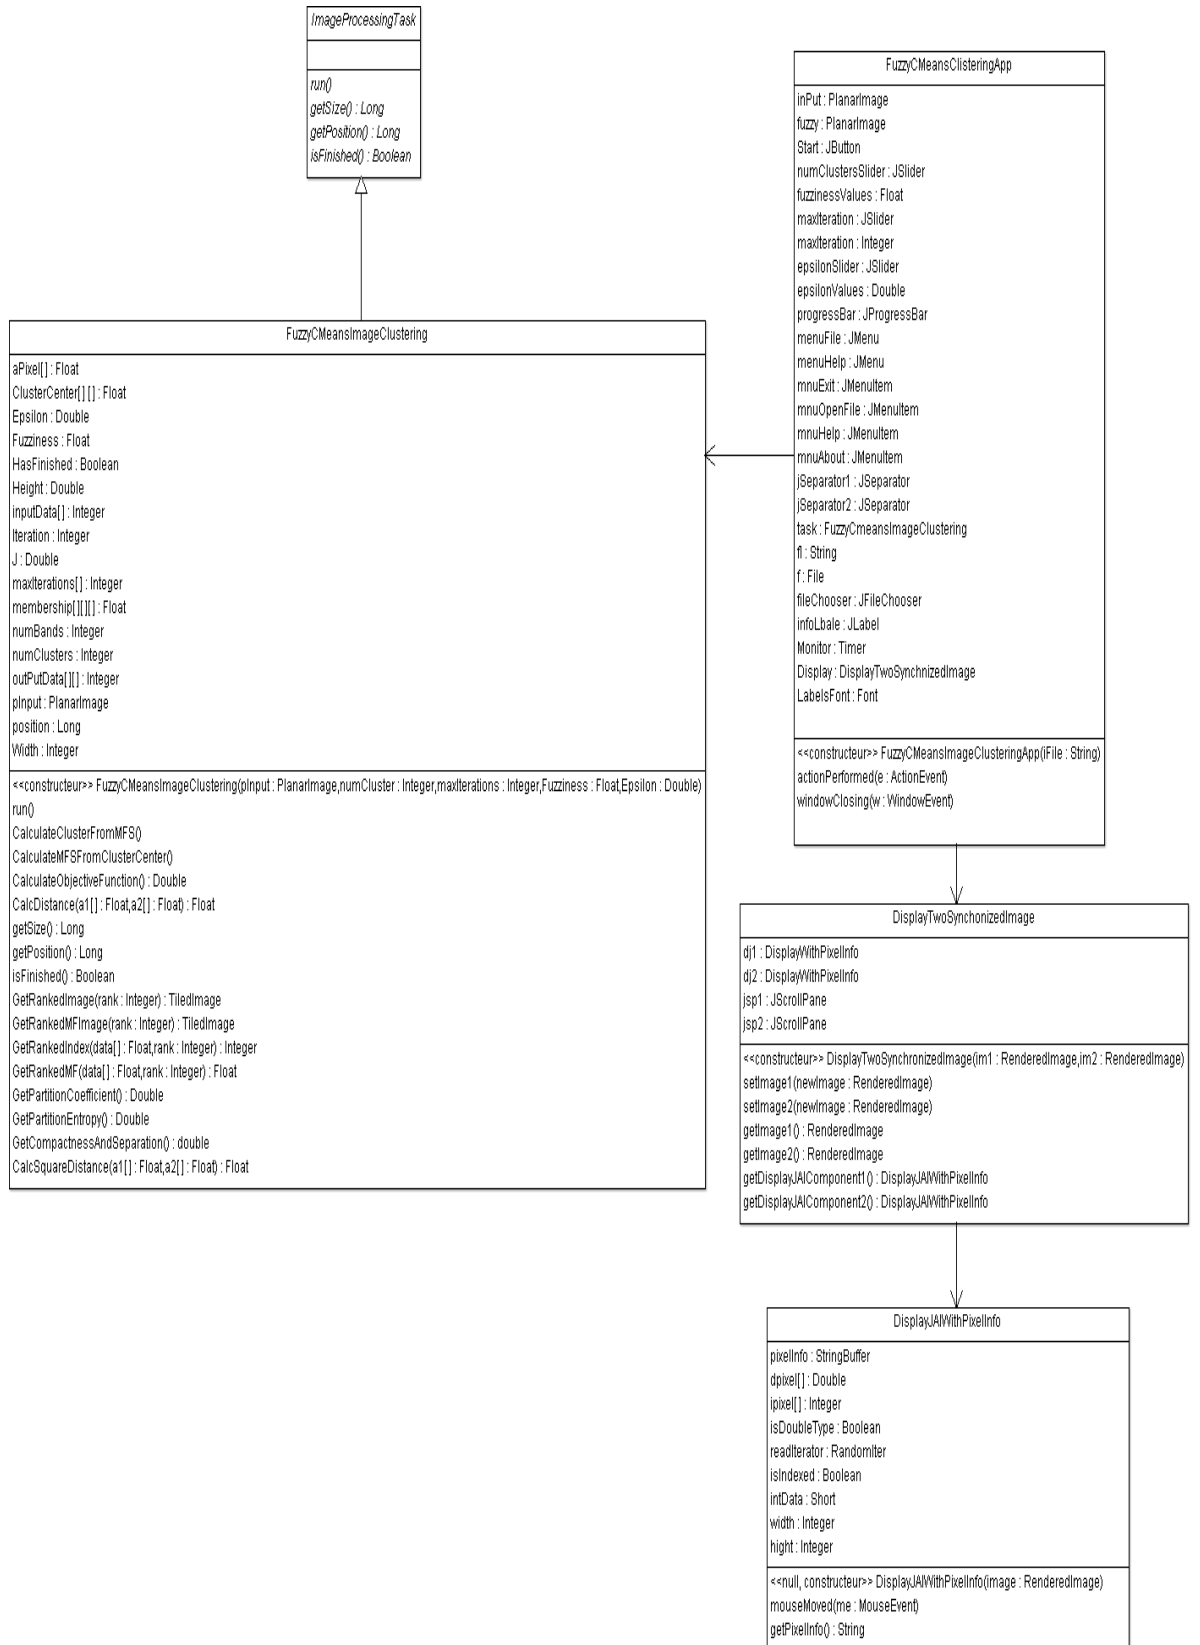 ImageProcessingTask
run()
getSize() : Long
getPosition() : Long
isFinished() : Boolean
FuzzyCMeansClisteringApp
inPut : PlanarImage
fuzzy : PlanarImage
Start : JButton
numClustersSlider : JSlider
fuzzinessValues : Float
maxIteration : JSlider
maxIteration : Integer
epsilonSlider : JSlider
epsilonValues : Double
progressBar : JProgressBar
menuFile : JMenu
menuHelp : JMenu
mnuExit : JMenuItem
mnuOpenFile : JMenuItem
mnuHelp : JMenuItem
mnuAbout : JMenuItem
jSeparator1 : JSeparator
jSeparator2 : JSeparator
task : FuzzyCmeansImageClustering
fl : String
f : File
fileChooser : JFileChooser
infoLbale : JLabel
Monitor : Timer
Display : DisplayTwoSynchnizedImage
LabelsFont : Font
<<constructeur>> FuzzyCMeansImageClusteringApp(iFile : String)
actionPerformed(e : ActionEvent)
windowClosing(w : WindowEvent)
FuzzyCMeansImageClustering
aPixel[] : Float
ClusterCenter[] [] : Float
Epsilon : Double
Fuzziness : Float
HasFinished : Boolean
Height : Double
inputData[] : Integer
Iteration : Integer
J : Double
maxIterations[] : Integer
membership[][][] : Float
numBands : Integer
numClusters : Integer
outPutData[][] : Integer
pInput : PlanarImage
position : Long
Width : Integer
<<constructeur>> FuzzyCMeansImageClustering(pInput : PlanarImage,numCluster : Integer,maxIterations : Integer,Fuzziness : Float,Epsilon : Double)
run()
CalculateClusterFromMFS()
CalculateMFSFromClusterCenter()
CalculateObjectiveFunction() : Double
CalcDistance(a1[] : Float,a2[] : Float) : Float
getSize() : Long
getPosition() : Long
isFinished() : Boolean
GetRankedImage(rank : Integer) : TiledImage
GetRankedMFImage(rank : Integer) : TiledImage
GetRankedIndex(data[] : Float,rank : Integer) : Integer
GetRankedMF(data[] : Float,rank : Integer) : Float
GetPartitionCoefficient() : Double
GetPartitionEntropy() : Double
GetCompactnessAndSeparation() : double
CalcSquareDistance(a1[] : Float,a2[] : Float) : Float
DisplayTwoSynchonizedImage
dj1 : DisplayWithPixelInfo
dj2 : DisplayWithPixelInfo
jsp1 : JScrollPane
jsp2 : JScrollPane
<<constructeur>> DisplayTwoSynchronizedImage(im1 : RenderedImage,im2 : RenderedImage)
setImage1(newImage : RenderedImage)
setImage2(newImage : RenderedImage)
getImage1() : RenderedImage
getImage2() : RenderedImage
getDisplayJAIComponent1() : DisplayJAIWithPixelInfo
getDisplayJAIComponent2() : DisplayJAIWithPixelInfo
DisplayJAIWithPixelInfo
pixelInfo : StringBuffer
dpixel[] : Double
ipixel[] : Integer
isDoubleType : Boolean
readIterator : RandomIter
isIndexed : Boolean
intData : Short
width : Integer
hight : Integer
<<null, constructeur>> DisplayJAIWithPixelInfo(image : RenderedImage)
mouseMoved(me : MouseEvent)
getPixelInfo() : String